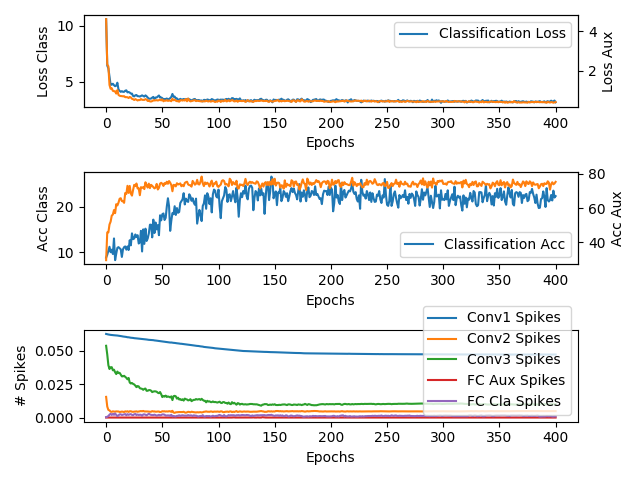 10
5
4
2
Loss Class
Loss Aux
Classification Loss
0 50 100 150 200 250 300 350 400
Epochs
20
10
80
60
40
Acc Class
Acc Aux
Classification Acc
0 50 100 150 200 250 300 350 400
Epochs
0.050
0.025
0.000
# Spikes
Conv1 Spikes
Conv2 Spikes
Conv3 Spikes
FC Aux Spikes
FC Cla Spikes
0 50 100 150 200 250 300 350 400
Epochs